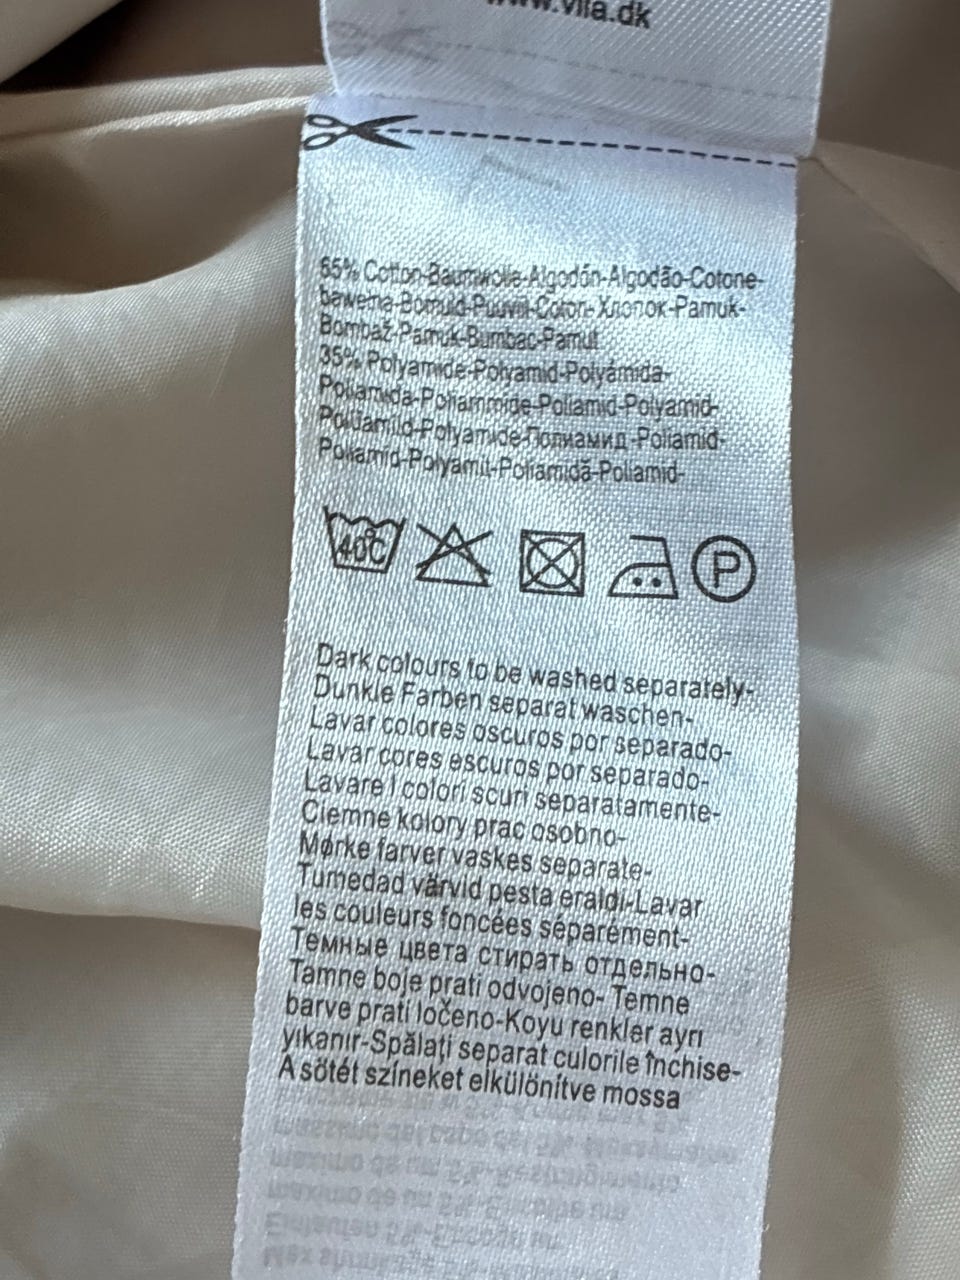 www.vila.dk
65% Cotton-Baumwolle-Algodón-Algodão-Cotone-
bawełna-Bomuld-Puuvill-Coton-Хлопок-Pamuk-
Bombaž-Pamuk-Bumbac-Pamut
35% Polyamide-Polyamid-Polyámida-
Poliamida-Poliammide-Poliamid-Polyamid-
Polüamiid-Polyamide-Полиамид-Poliamid-
Poliamid-Polyamit-Poliamidă-Poliamid-
40°C
P
Dark colours to be washed separately-
Dunkle Farben separat waschen-
Lavar colores oscuros por separado-
Lavar cores escuros por separado-
Lavare I colori scuri separatamente-
Ciemne kolory prac osobno-
Mørke farver vaskes separate-
Tumedad värvid pesta eraldi-Lavar
les couleurs foncées séparément-
Темные цвета стирать отдельно-
Tamne boje prati odvojeno- Temne
barve prati ločeno-Koyu renkler ayrı
yıkanır-Spălaţi separat culorile închise-
A sötét színeket elkülönítve mossa